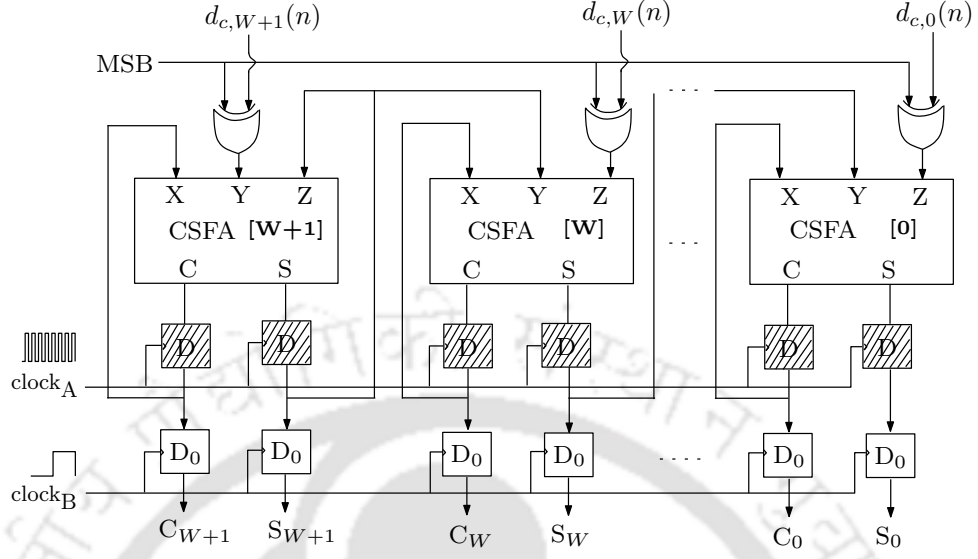 d_{c,W+1}(n) d_{c,W}(n) d_{c,0}(n)
MSB
X Y Z X Y Z X Y Z
CSFA [W+1] CSFA [W] CSFA [0]
C S C S C S
D D D D D D
clock_A
D_0 D_0 D_0 D_0 D_0 D_0
clock_B
C_{W+1} S_{W+1} C_W S_W C_0 S_0